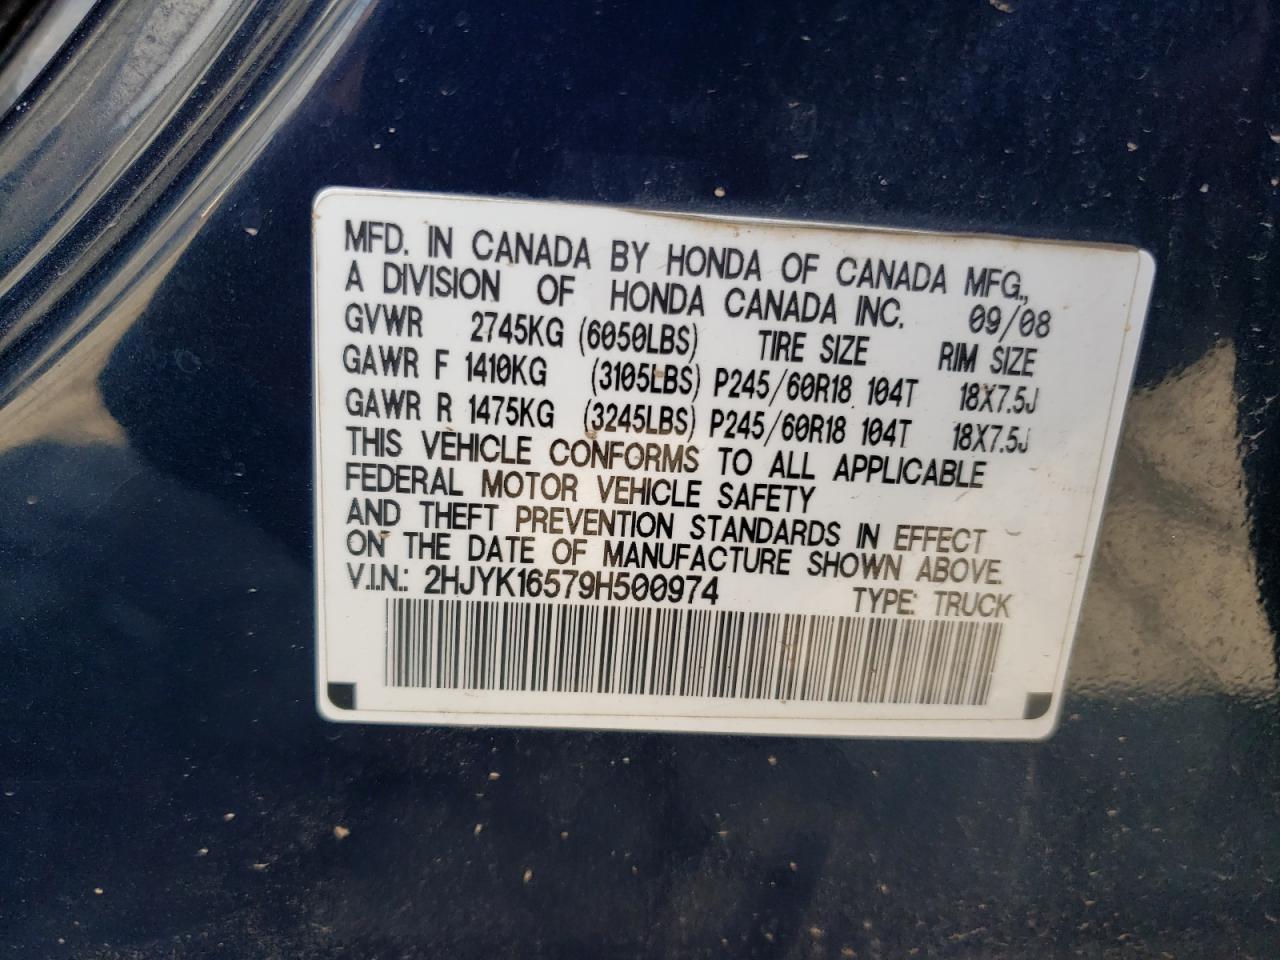 MFD. IN CANADA BY HONDA OF CANADA MFG.,
A DIVISION OF HONDA CANADA INC. 09/08
GVWR 2745KG (6050LBS) TIRE SIZE RIM SIZE
GAWR F 1410KG (3105LBS) P245/60R18 104T 18X7.5J
GAWR R 1475KG (3245LBS) P245/60R18 104T 18X7.5J
THIS VEHICLE CONFORMS TO ALL APPLICABLE
FEDERAL MOTOR VEHICLE SAFETY
AND THEFT PREVENTION STANDARDS IN EFFECT
ON THE DATE OF MANUFACTURE SHOWN ABOVE.
V.I.N.: 2HJYK16579H500974 TYPE: TRUCK